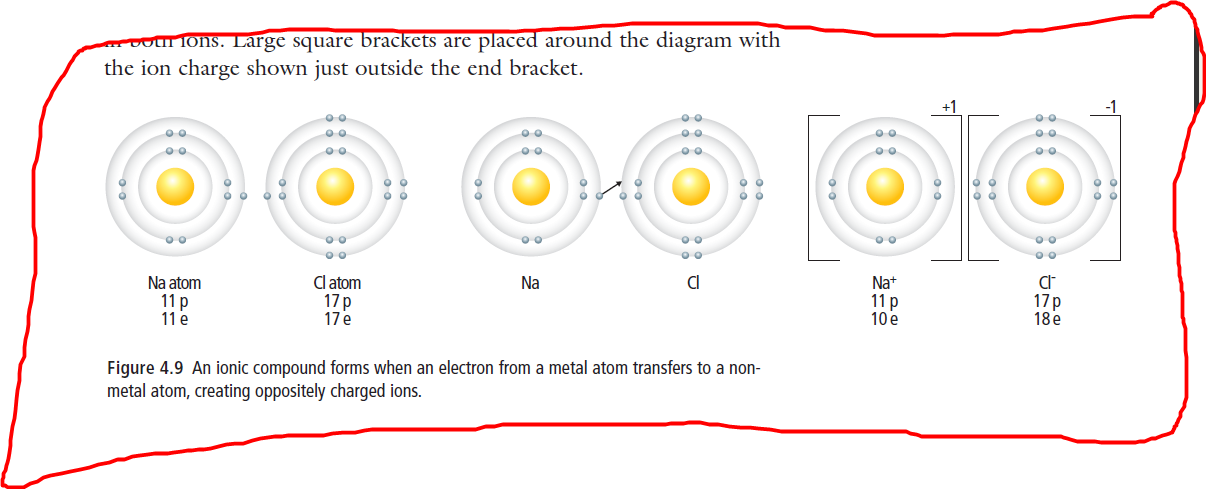 in both ions. Large square brackets are placed around the diagram with
the ion charge shown just outside the end bracket.
+1 -1
Na atom Cl atom Na Cl Na⁺ Cl⁻
11 p 17 p 11 p 17 p
11 e 17 e 10 e 18 e
Figure 4.9 An ionic compound forms when an electron from a metal atom transfers to a non-
metal atom, creating oppositely charged ions.